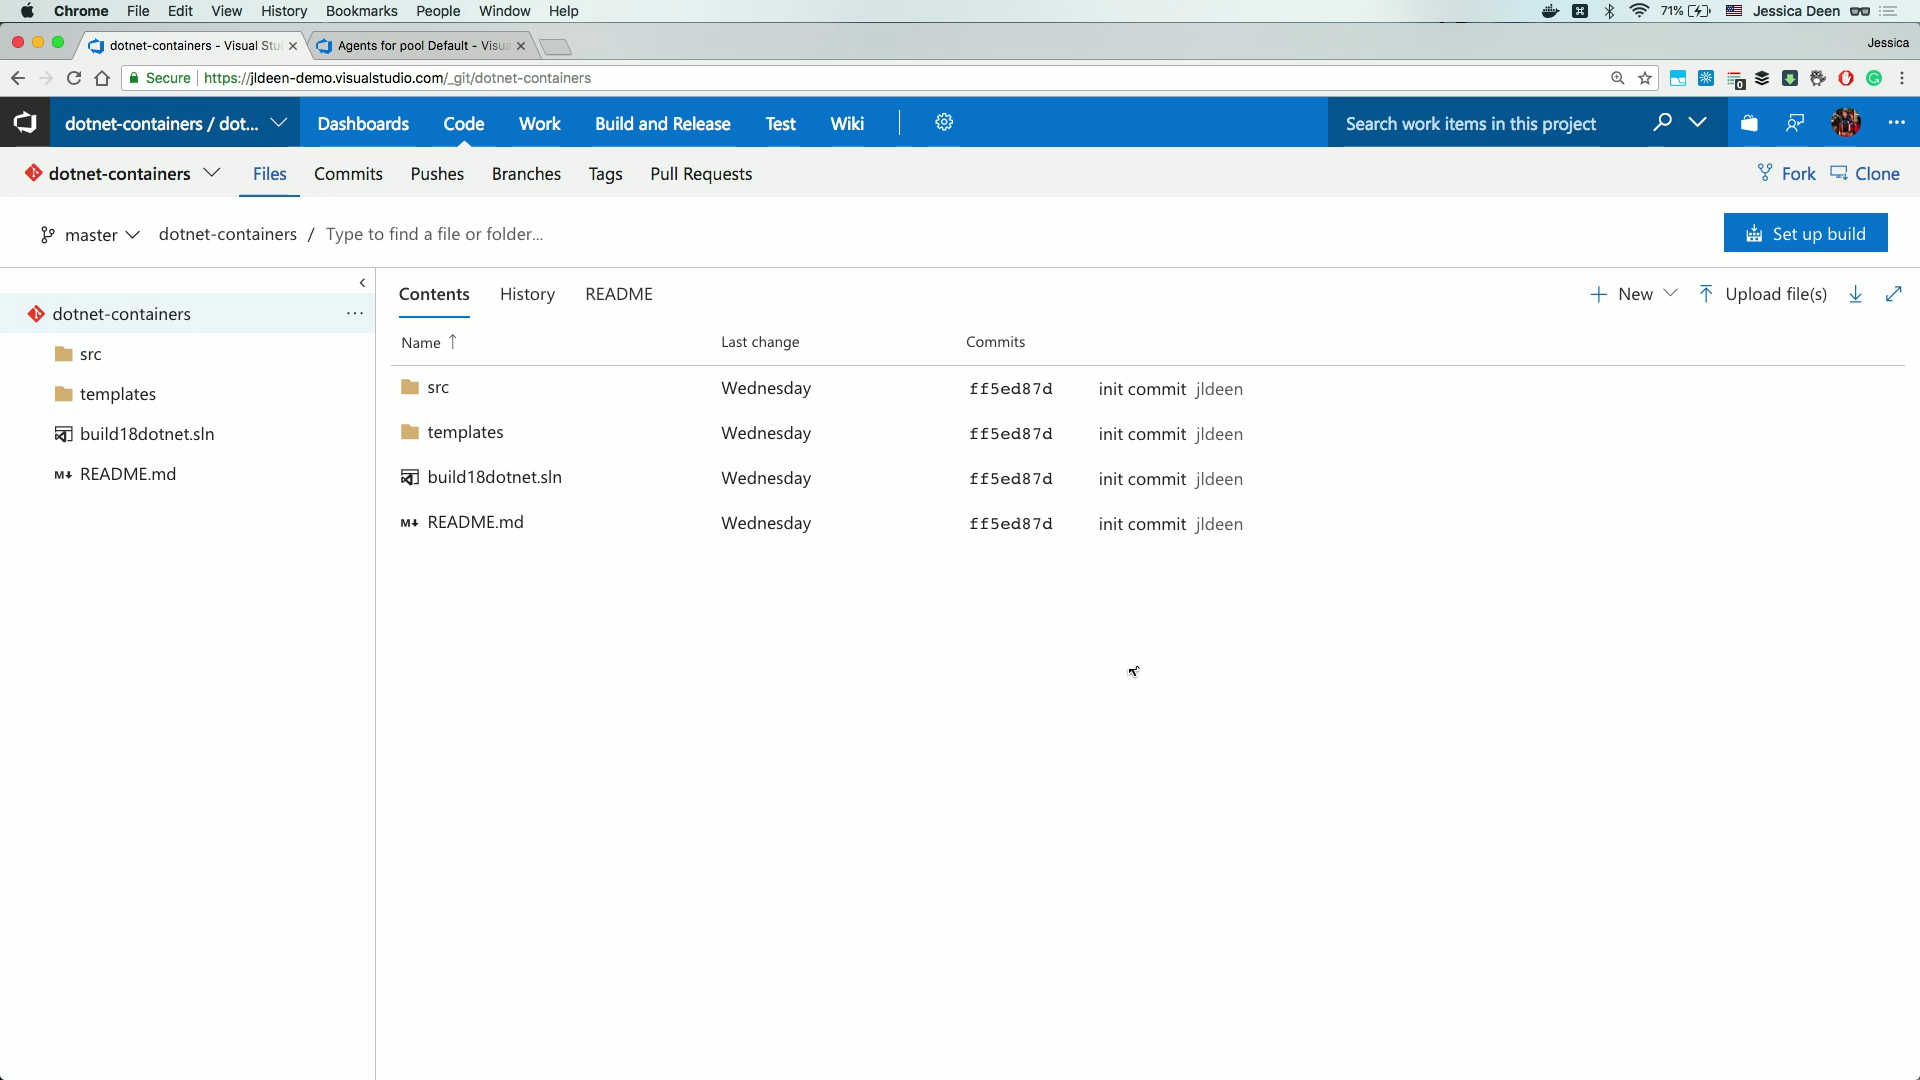 Chrome File Edit View History Bookmarks People Window Help 71% Jessica Deen
dotnet-containers - Visual Stu Agents for pool Default - Visua Jessica
Secure https://jldeen-demo.visualstudio.com/_git/dotnet-containers 0
dotnet-containers / dot... Dashboards Code Work Build and Release Test Wiki Search work items in this project
dotnet-containers Files Commits Pushes Branches Tags Pull Requests Fork Clone
master dotnet-containers / Type to find a file or folder... Set up build
Contents History README New Upload file(s)
dotnet-containers ...
src
templates
build18dotnet.sln
M↓ README.md
Name ↑ Last change Commits
src Wednesday ff5ed87d init commit jldeen
templates Wednesday ff5ed87d init commit jldeen
build18dotnet.sln Wednesday ff5ed87d init commit jldeen
M↓ README.md Wednesday ff5ed87d init commit jldeen